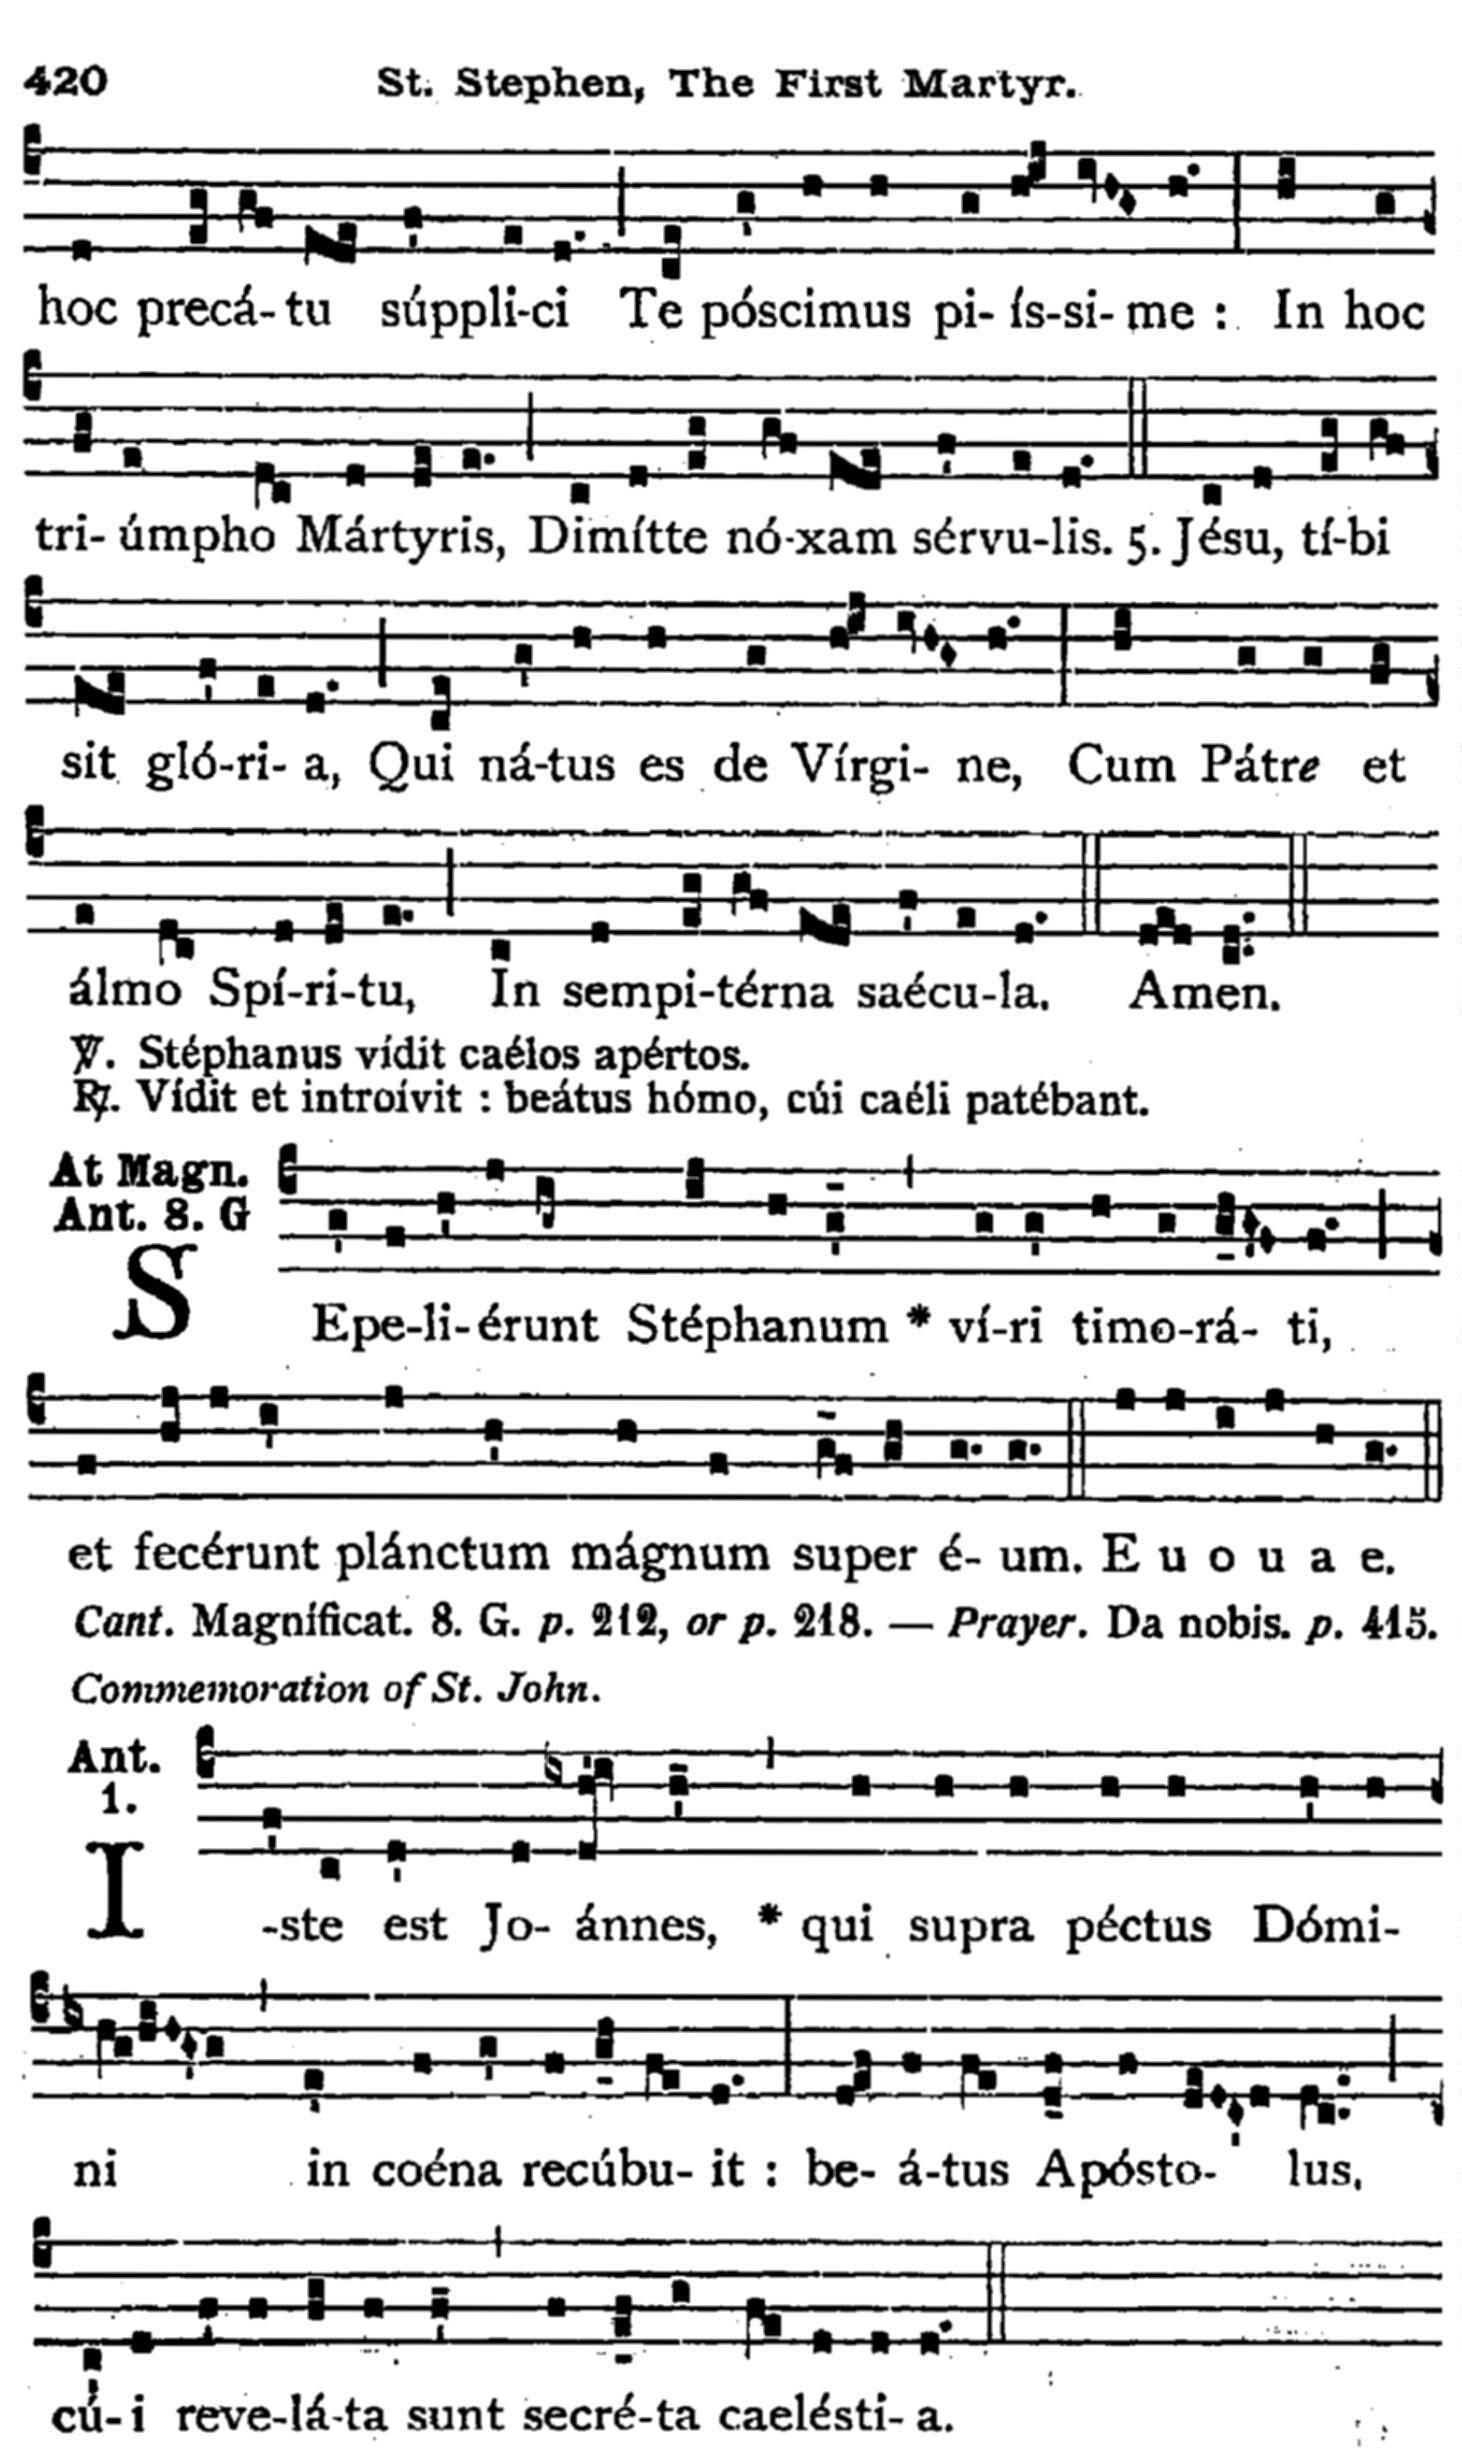 420 St. Stephen, The First Martyr.
hoc precá-tu súppli-ci Te póscimus pi- ís-si- me : In hoc
tri- úmpho Mártyris, Dimítte nó-xam sérvu-lis. 5. Jésu, tí-bi
sit gló-ri- a, Qui ná-tus es de Vírgi- ne, Cum Pátre et
álmo Spí-ri-tu, In sempi-térna saécu-la. Amen.
℣. Stéphanus vídit caélos apértos.
℟. Vídit et introívit : beátus hómo, cúi caéli patébant.
At Magn.
Ant. 8. G
SEpe-li-érunt Stéphanum * ví-ri timo-rá- ti,
et fecérunt plánctum mágnum super é- um. E u o u a e.
Cant. Magníficat. 8. G. p. 212, or p. 218. — Prayer. Da nobis. p. 415.
Commemoration of St. John.
Ant.
1.
I-ste est Jo- ánnes, * qui supra péctus Dómi-
ni in coéna recúbu- it : be- á-tus Apósto- lus,
cú- i reve-lá-ta sunt secré-ta caelésti- a.